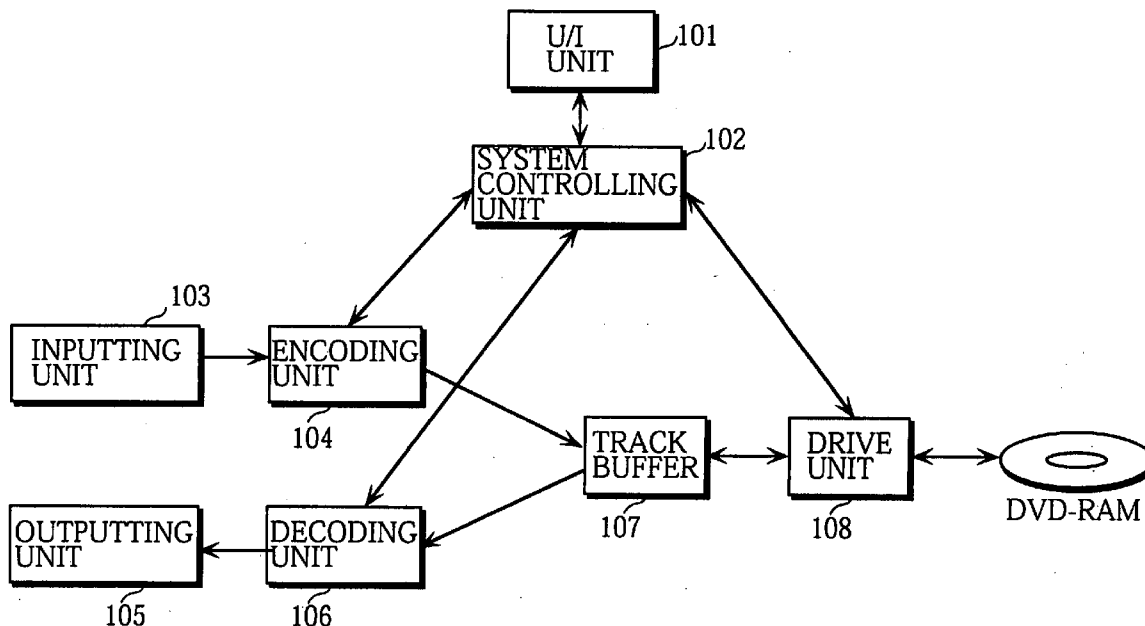 U/I
UNIT
101
SYSTEM
CONTROLLING
UNIT
102
103
INPUTTING
UNIT
ENCODING
UNIT
104
TRACK
BUFFER
107
DRIVE
UNIT
108
DVD-RAM
OUTPUTTING
UNIT
105
DECODING
UNIT
106